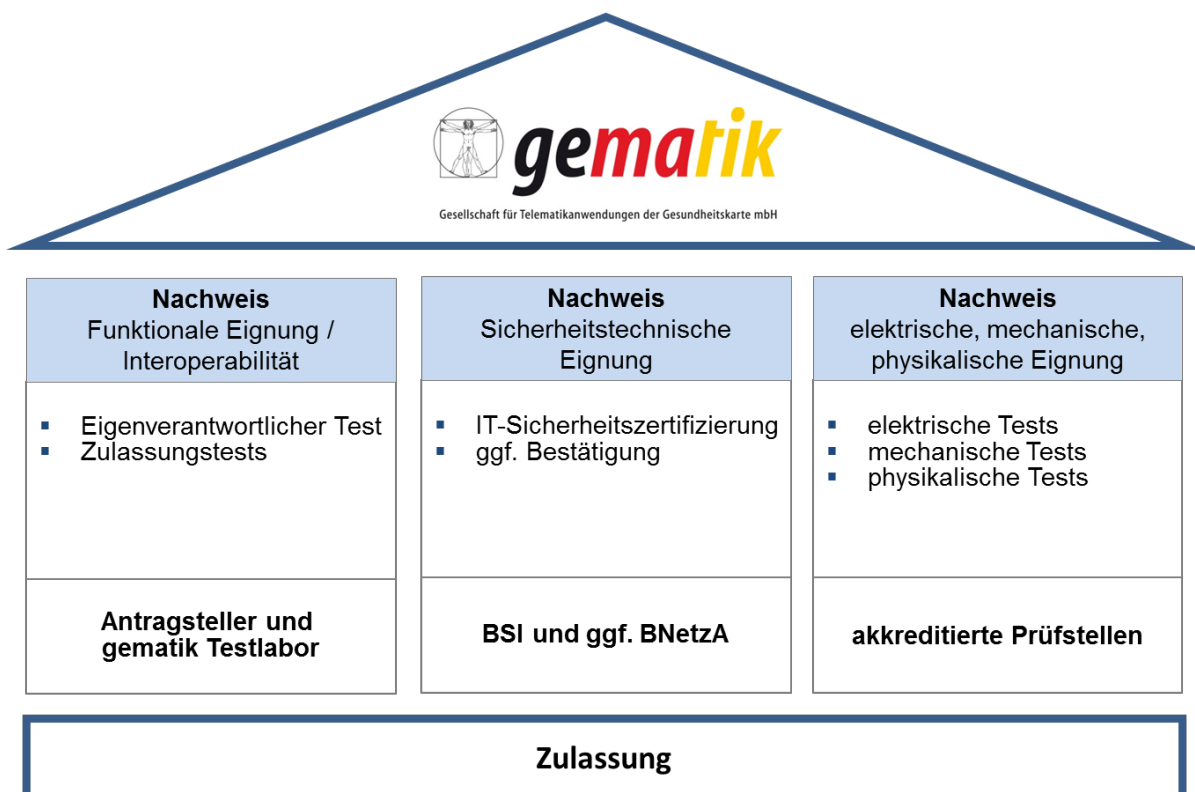 gematik
Gesellschaft für Telematikanwendungen der Gesundheitskarte mbH
Nachweis
Funktionale Eignung /
Interoperabilität
▪ Eigenverantwortlicher Test
▪ Zulassungstests
Antragsteller und
gematik Testlabor
Nachweis
Sicherheitstechnische
Eignung
▪ IT-Sicherheitszertifizierung
▪ ggf. Bestätigung
BSI und ggf. BNetzA
Nachweis
elektrische, mechanische,
physikalische Eignung
▪ elektrische Tests
▪ mechanische Tests
▪ physikalische Tests
akkreditierte Prüfstellen
Zulassung